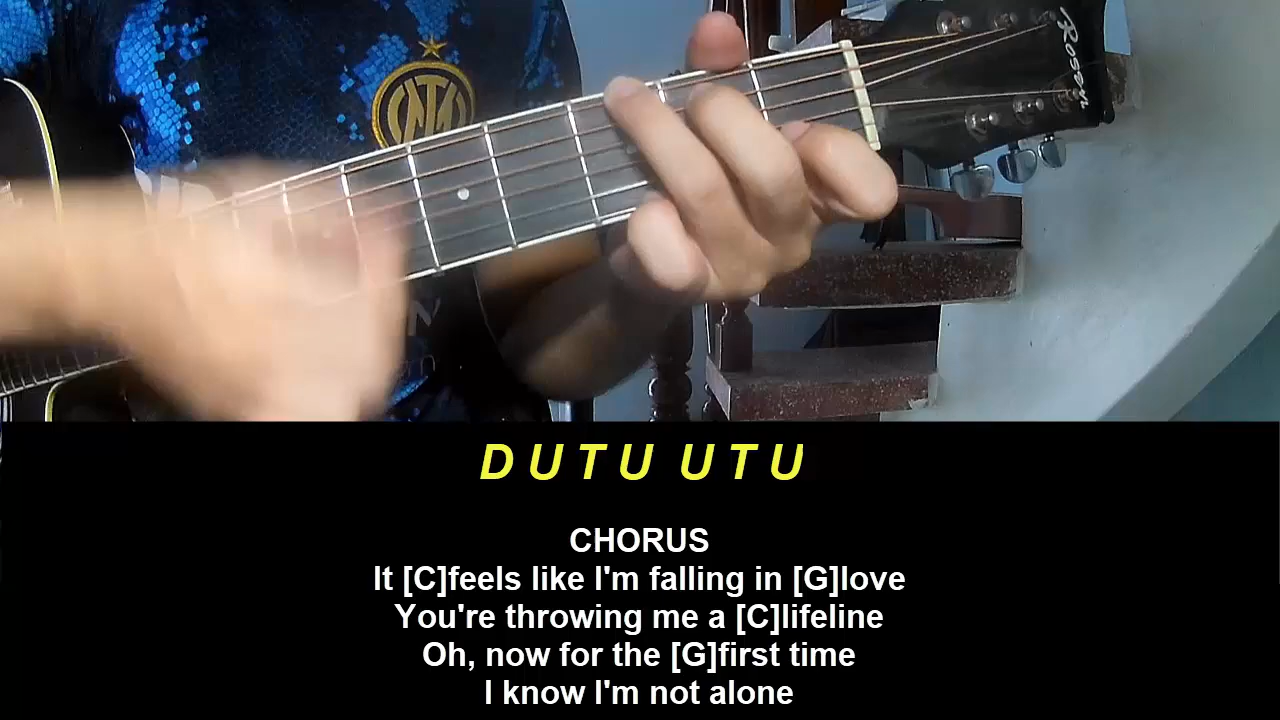 Rosen
D U T U U T U
CHORUS
It [C]feels like I'm falling in [G]love
You're throwing me a [C]lifeline
Oh, now for the [G]first time
I know I'm not alone